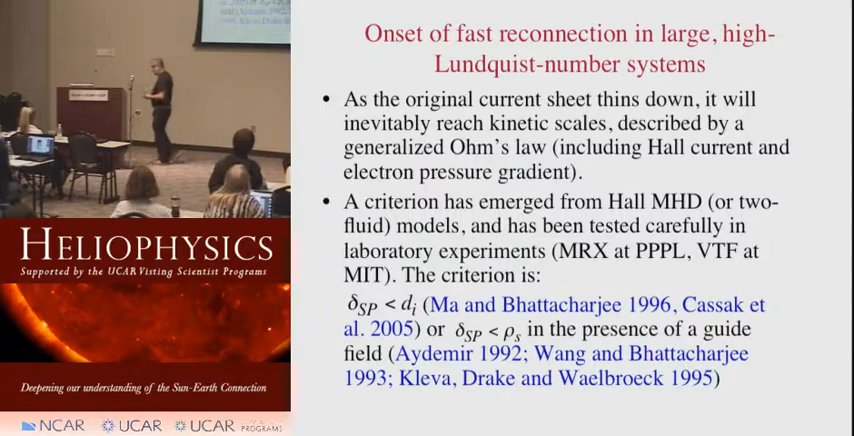 Onset of fast reconnection in large, high-
Lundquist-number systems
• As the original current sheet thins down, it will
inevitably reach kinetic scales, described by a
generalized Ohm's law (including Hall current and
electron pressure gradient).
• A criterion has emerged from Hall MHD (or two-
fluid) models, and has been tested carefully in
laboratory experiments (MRX at PPPL, VTF at
MIT). The criterion is:
δSP < di (Ma and Bhattacharjee 1996, Cassak et
al. 2005) or δSP < ρs in the presence of a guide
field (Aydemir 1992; Wang and Bhattacharjee
1993; Kleva, Drake and Waelbroeck 1995)
HELIOPHYSICS
Supported by the UCAR Visting Scientist Programs
Deepening our understanding of the Sun-Earth Connection
NCAR UCAR UCAR PROGRAMS